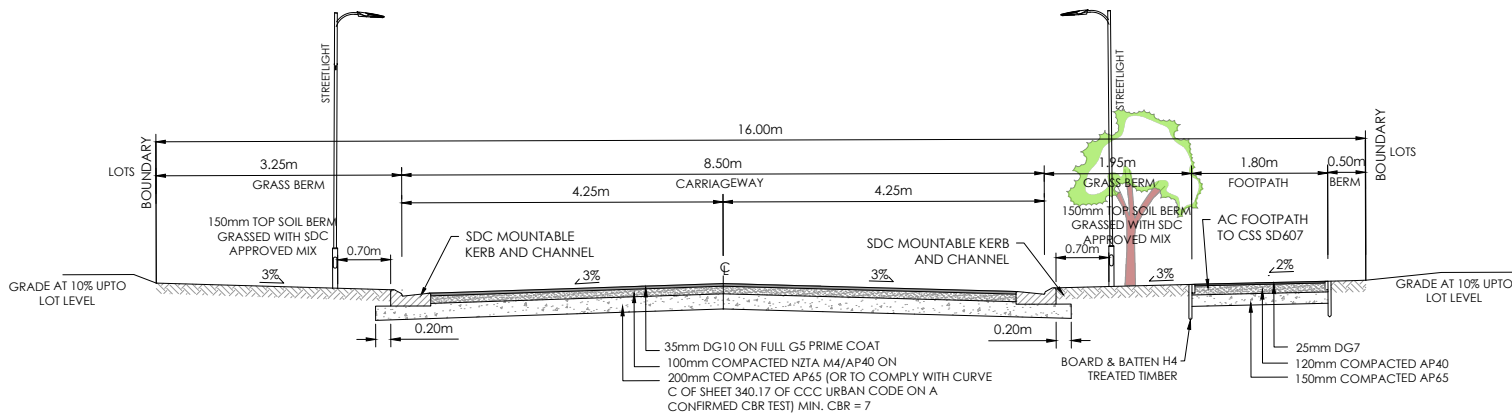 STREETLIGHT
STREETLIGHT
16.00m
BOUNDARY
LOTS
BOUNDARY
LOTS
3.25m
GRASS BERM
8.50m
CARRIAGEWAY
1.95m
GRASS BERM
1.80m
FOOTPATH
0.50m
BERM
4.25m
4.25m
150mm TOP SOIL BERM
GRASSED WITH SDC
APPROVED MIX
0.70m
SDC MOUNTABLE
KERB AND CHANNEL
SDC MOUNTABLE KERB
AND CHANNEL
150mm TOP SOIL BERM
GRASSED WITH SDC
APPROVED MIX
0.70m
AC FOOTPATH
TO CSS SD607
GRADE AT 10% UPTO
LOT LEVEL
3%
3%
℄
3%
3%
2%
GRADE AT 10% UPTO
LOT LEVEL
0.20m
0.20m
35mm DG10 ON FULL G5 PRIME COAT
100mm COMPACTED NZTA M4/AP40 ON
200mm COMPACTED AP65 (OR TO COMPLY WITH CURVE
C OF SHEET 340.17 OF CCC URBAN CODE ON A
CONFIRMED CBR TEST) MIN. CBR = 7
BOARD & BATTEN H4
TREATED TIMBER
25mm DG7
120mm COMPACTED AP40
150mm COMPACTED AP65